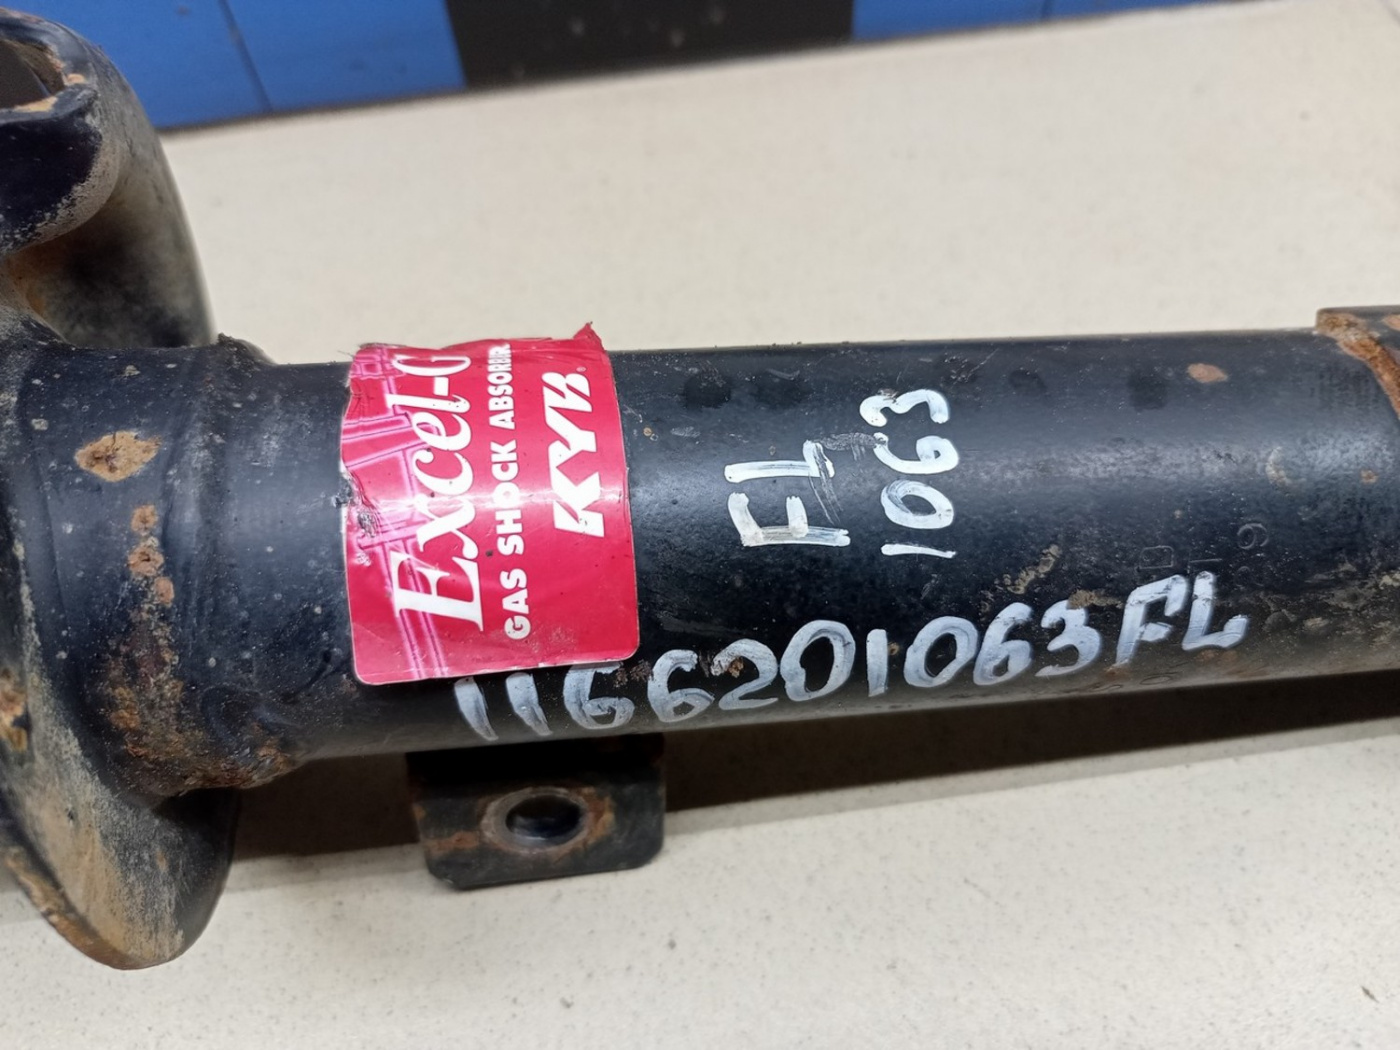 Excel-G
GAS SHOCK ABSORBER
KYB
FL
1063
1166201063FL